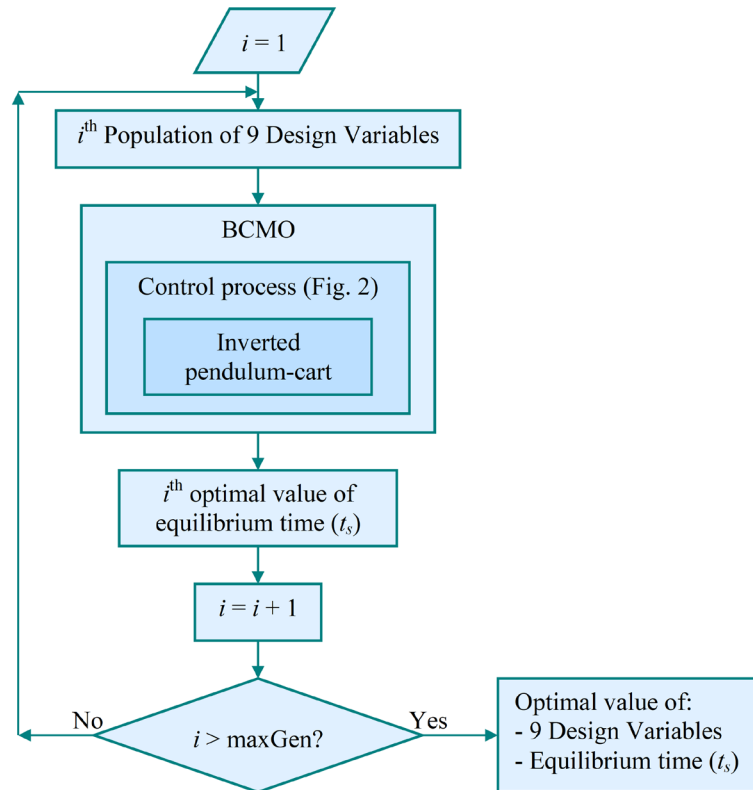 i = 1
ith Population of 9 Design Variables
BCMO
Control process (Fig. 2)
Inverted
pendulum-cart
ith optimal value of
equilibrium time (ts)
i = i + 1
No
i > maxGen?
Yes
Optimal value of:
- 9 Design Variables
- Equilibrium time (ts)